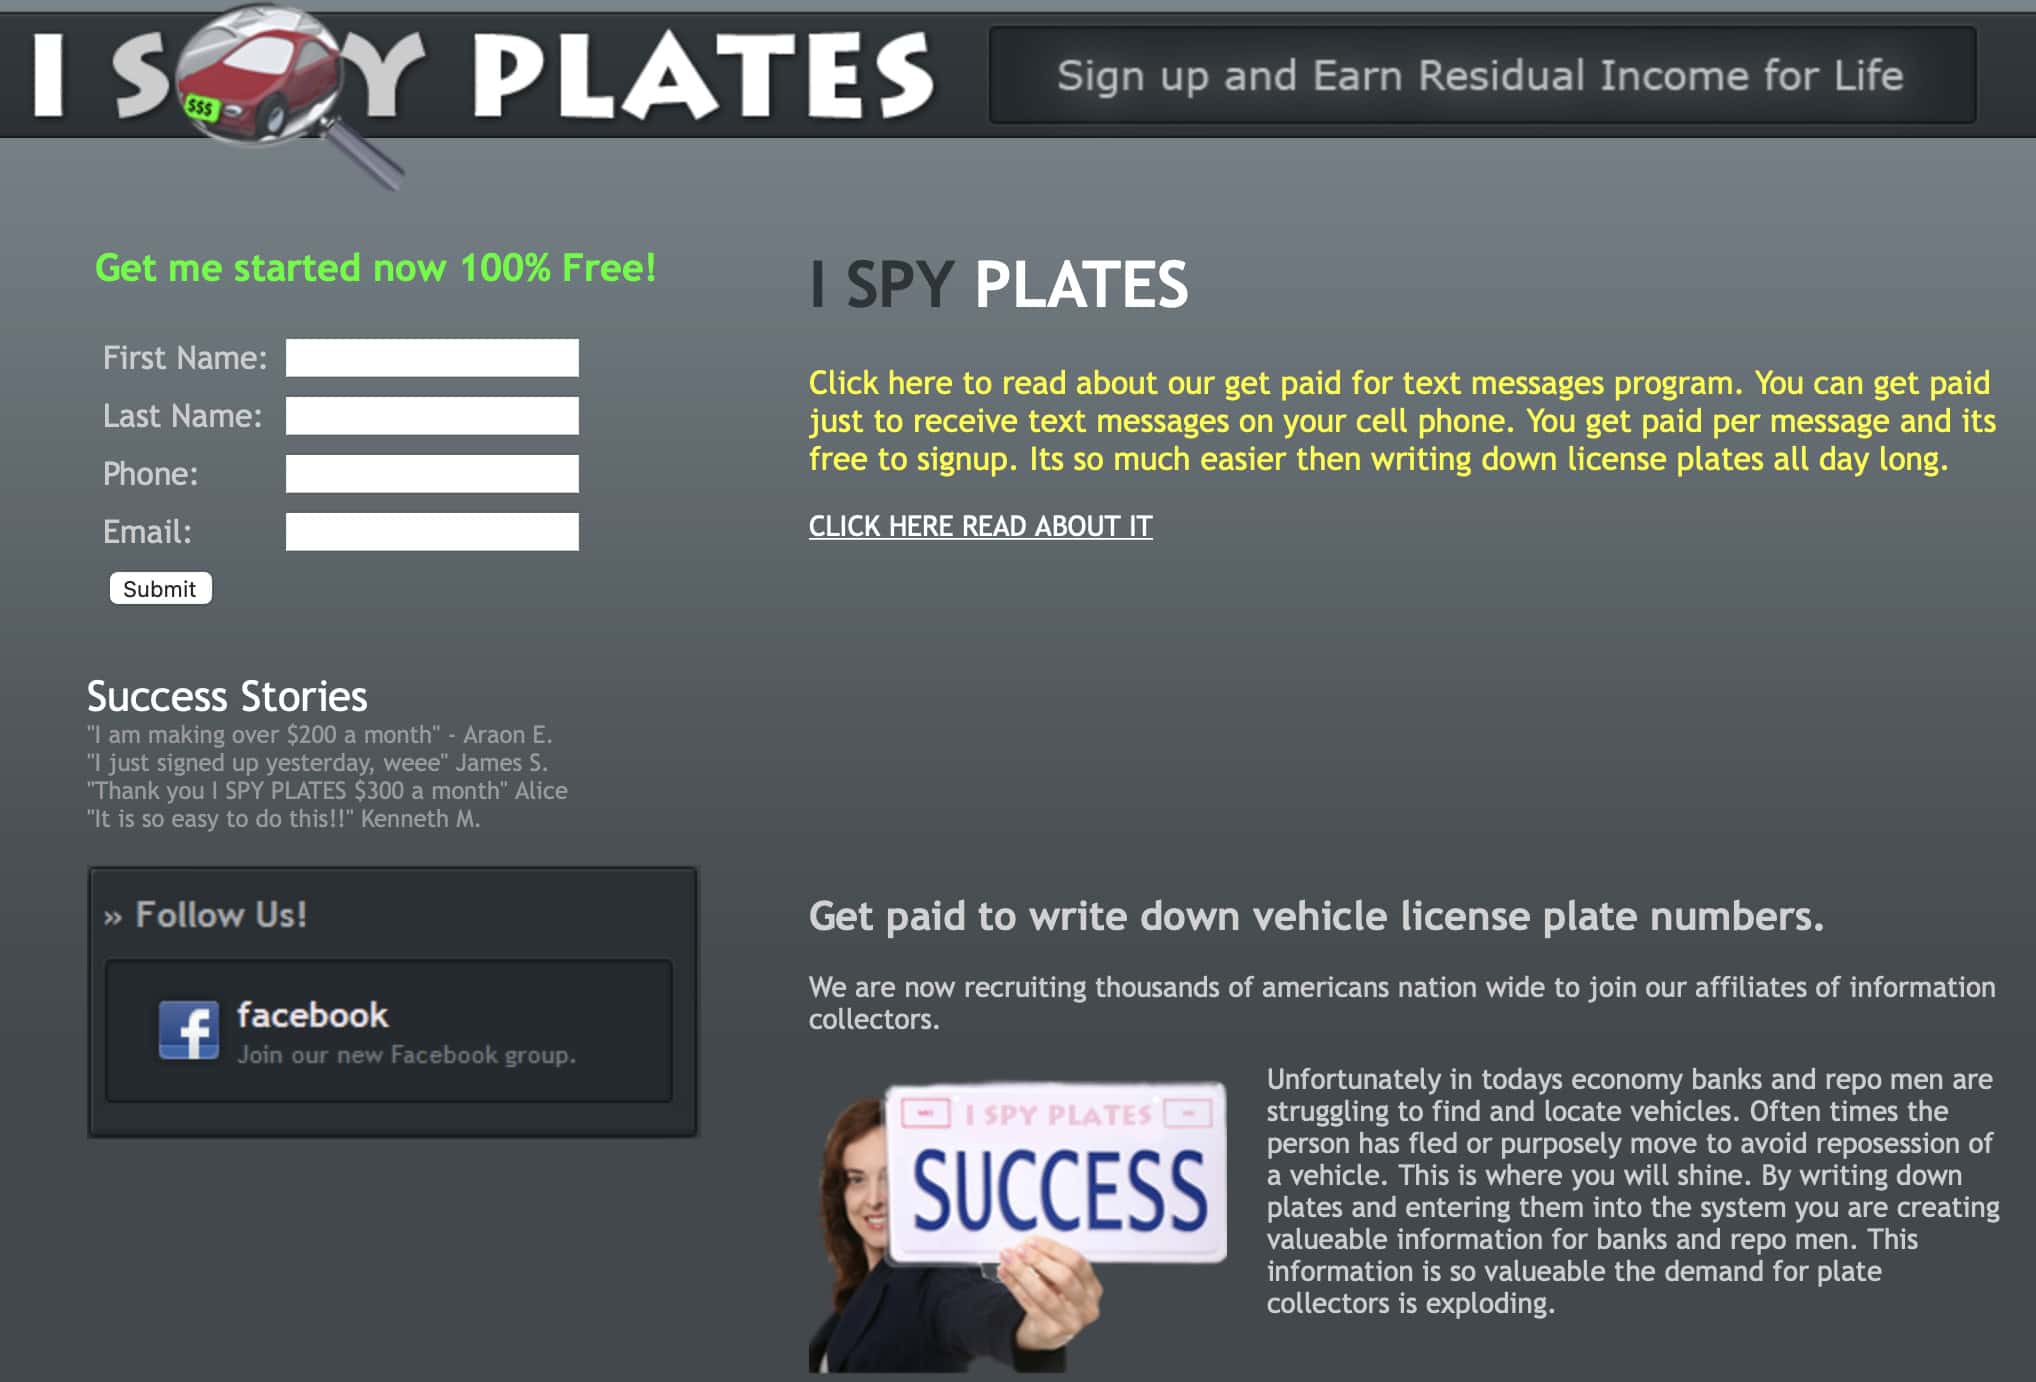 I SPY PLATES
$$$
Sign up and Earn Residual Income for Life
Get me started now 100% Free!
First Name:
Last Name:
Phone:
Email:
Submit
Success Stories
"I am making over $200 a month" - Araon E.
"I just signed up yesterday, weee" James S.
"Thank you I SPY PLATES $300 a month" Alice
"It is so easy to do this!!" Kenneth M.
» Follow Us!
facebook
Join our new Facebook group.
I SPY PLATES
Click here to read about our get paid for text messages program. You can get paid
just to receive text messages on your cell phone. You get paid per message and its
free to signup. Its so much easier then writing down license plates all day long.
CLICK HERE READ ABOUT IT
Get paid to write down vehicle license plate numbers.
We are now recruiting thousands of americans nation wide to join our affiliates of information
collectors.
I SPY PLATES
SUCCESS
Unfortunately in todays economy banks and repo men are
struggling to find and locate vehicles. Often times the
person has fled or purposely move to avoid reposession of
a vehicle. This is where you will shine. By writing down
plates and entering them into the system you are creating
valueable information for banks and repo men. This
information is so valueable the demand for plate
collectors is exploding.